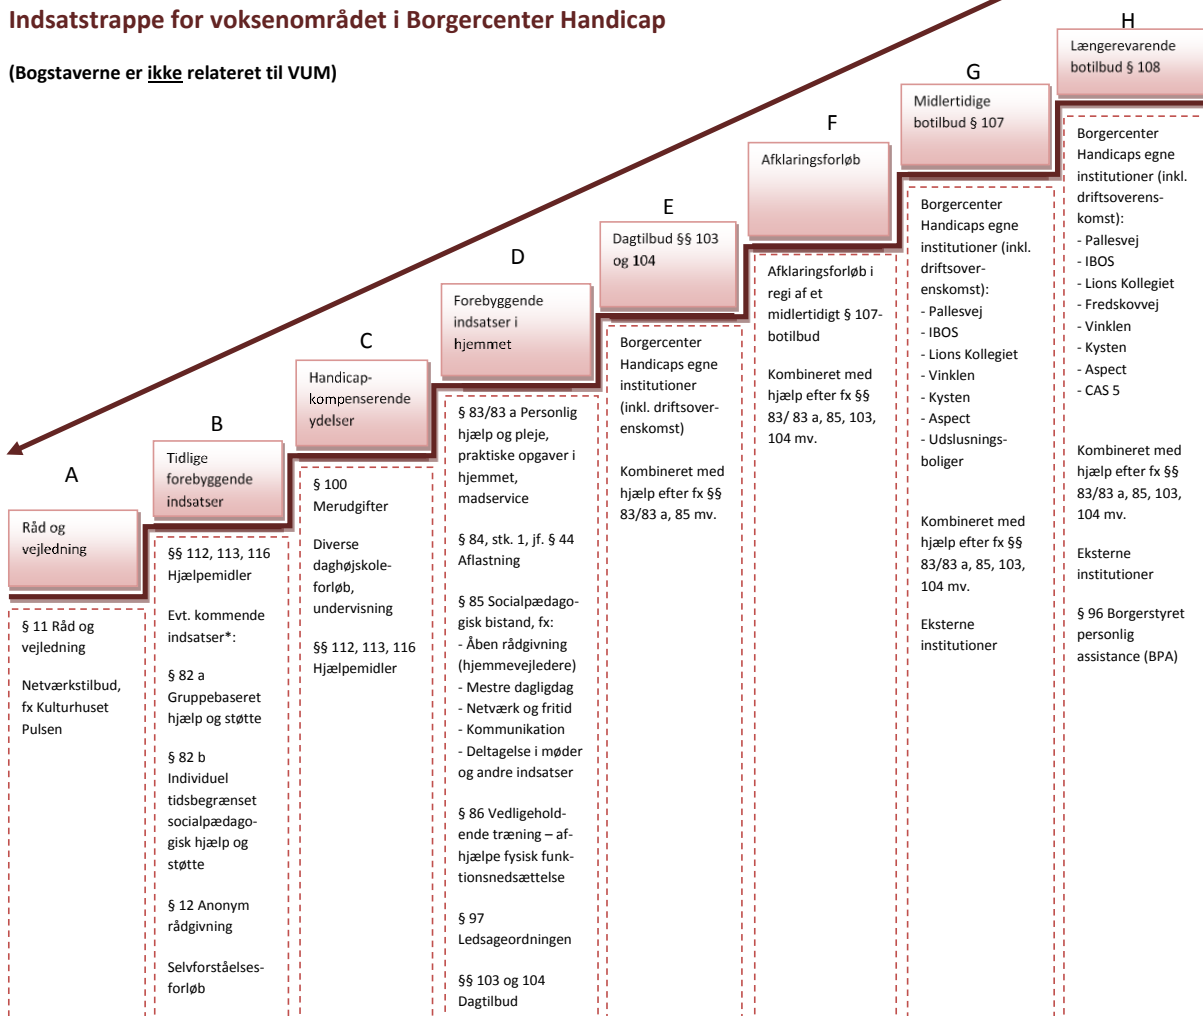 Indsatstrappe for voksenområdet i Borgercenter Handicap
(Bogstaverne er ikke relateret til VUM)
A
Råd og
vejledning
§ 11 Råd og
vejledning
Netværkstilbud,
fx Kulturhuset
Pulsen
B
Tidlige
forebyggende
indsatser
§§ 112, 113, 116
Hjælpemidler
Evt. kommende
indsatser*:
§ 82 a
Gruppebaseret
hjælp og støtte
§ 82 b
Individuel
tidsbegrænset
socialpædago-
gisk hjælp og
støtte
§ 12 Anonym
rådgivning
Selvforståelses-
forløb
C
Handicap-
kompenserende
ydelser
§ 100
Merudgifter
Diverse
daghøjskole-
forløb,
undervisning
§§ 112, 113, 116
Hjælpemidler
D
Forebyggende
indsatser i
hjemmet
§ 83/83 a Personlig
hjælp og pleje,
praktiske opgaver i
hjemmet,
madservice
§ 84, stk. 1, jf. § 44
Aflastning
§ 85 Socialpædago-
gisk bistand, fx:
- Åben rådgivning
(hjemmevejledere)
- Mestre dagligdag
- Netværk og fritid
- Kommunikation
- Deltagelse i møder
og andre indsatser
§ 86 Vedligehold-
ende træning – af-
hjælpe fysisk funk-
tionsnedsættelse
§ 97
Ledsageordningen
§§ 103 og 104
Dagtilbud
E
Dagtilbud §§ 103
og 104
Borgercenter
Handicaps egne
institutioner
(inkl. driftsover-
enskomst)
Kombineret med
hjælp efter fx §§
83/83 a, 85 mv.
F
Afklaringsforløb
Afklaringsforløb i
regi af et
midlertidigt § 107-
botilbud
Kombineret med
hjælp efter fx §§
83/ 83 a, 85, 103,
104 mv.
G
Midlertidige
botilbud § 107
Borgercenter
Handicaps egne
institutioner (inkl.
driftsover-
enskomst):
- Pallesvej
- IBOS
- Lions Kollegiet
- Vinklen
- Kysten
- Aspect
- Udslusnings-
boliger
Kombineret med
hjælp efter fx §§
83/83 a, 85, 103,
104 mv.
Eksterne
institutioner
H
Længerevarende
botilbud § 108
Borgercenter
Handicaps egne
institutioner (inkl.
driftsoverens-
komst):
- Pallesvej
- IBOS
- Lions Kollegiet
- Fredskovvej
- Vinklen
- Kysten
- Aspect
- CAS 5
Kombineret med
hjælp efter fx §§
83/83 a, 85, 103,
104 mv.
Eksterne
institutioner
§ 96 Borgerstyret
personlig
assistance (BPA)